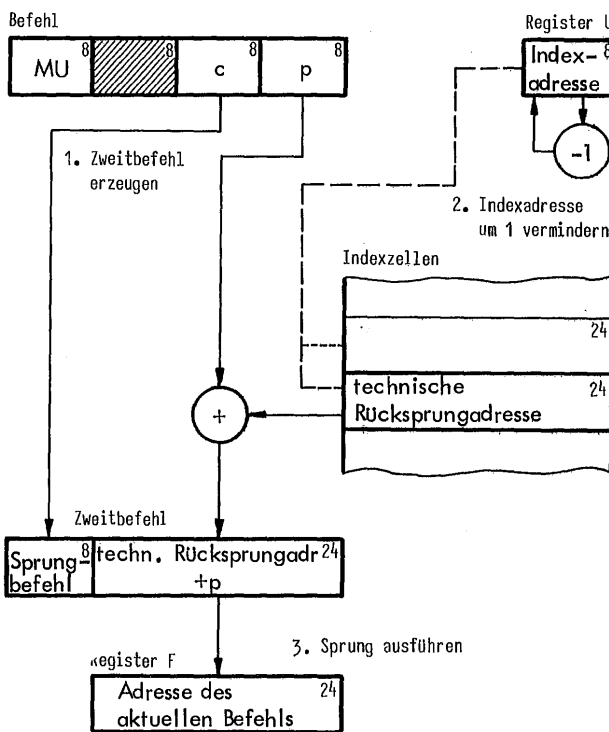 Befehl
MU 8
8
c 8
p 8
Register U
Index- 8
adresse
-1
1. Zweitbefehl
erzeugen
2. Indexadresse
um 1 vermindern
Indexzellen
24
technische 24
Rücksprungadresse
+
Zweitbefehl
Sprung- 8
befehl
techn. Rücksprungadr 24
+p
3. Sprung ausführen
Register F
Adresse des 24
aktuellen Befehls